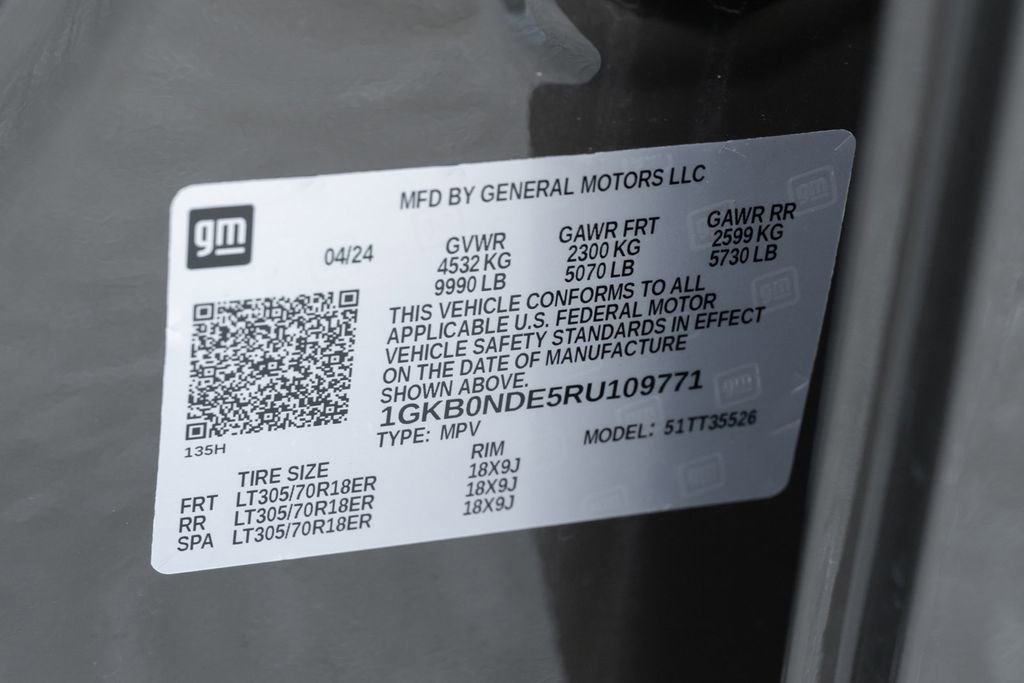 MFD BY GENERAL MOTORS LLC
gm
04/24
GVWR
4532 KG
9990 LB
GAWR FRT
2300 KG
5070 LB
GAWR RR
2599 KG
5730 LB
THIS VEHICLE CONFORMS TO ALL
APPLICABLE U.S. FEDERAL MOTOR
VEHICLE SAFETY STANDARDS IN EFFECT
ON THE DATE OF MANUFACTURE
SHOWN ABOVE.
1GKB0NDE5RU109771
TYPE: MPV
MODEL: 51TT35526
135H
TIRE SIZE
RIM
FRT LT305/70R18ER 18X9J
RR LT305/70R18ER 18X9J
SPA LT305/70R18ER 18X9J